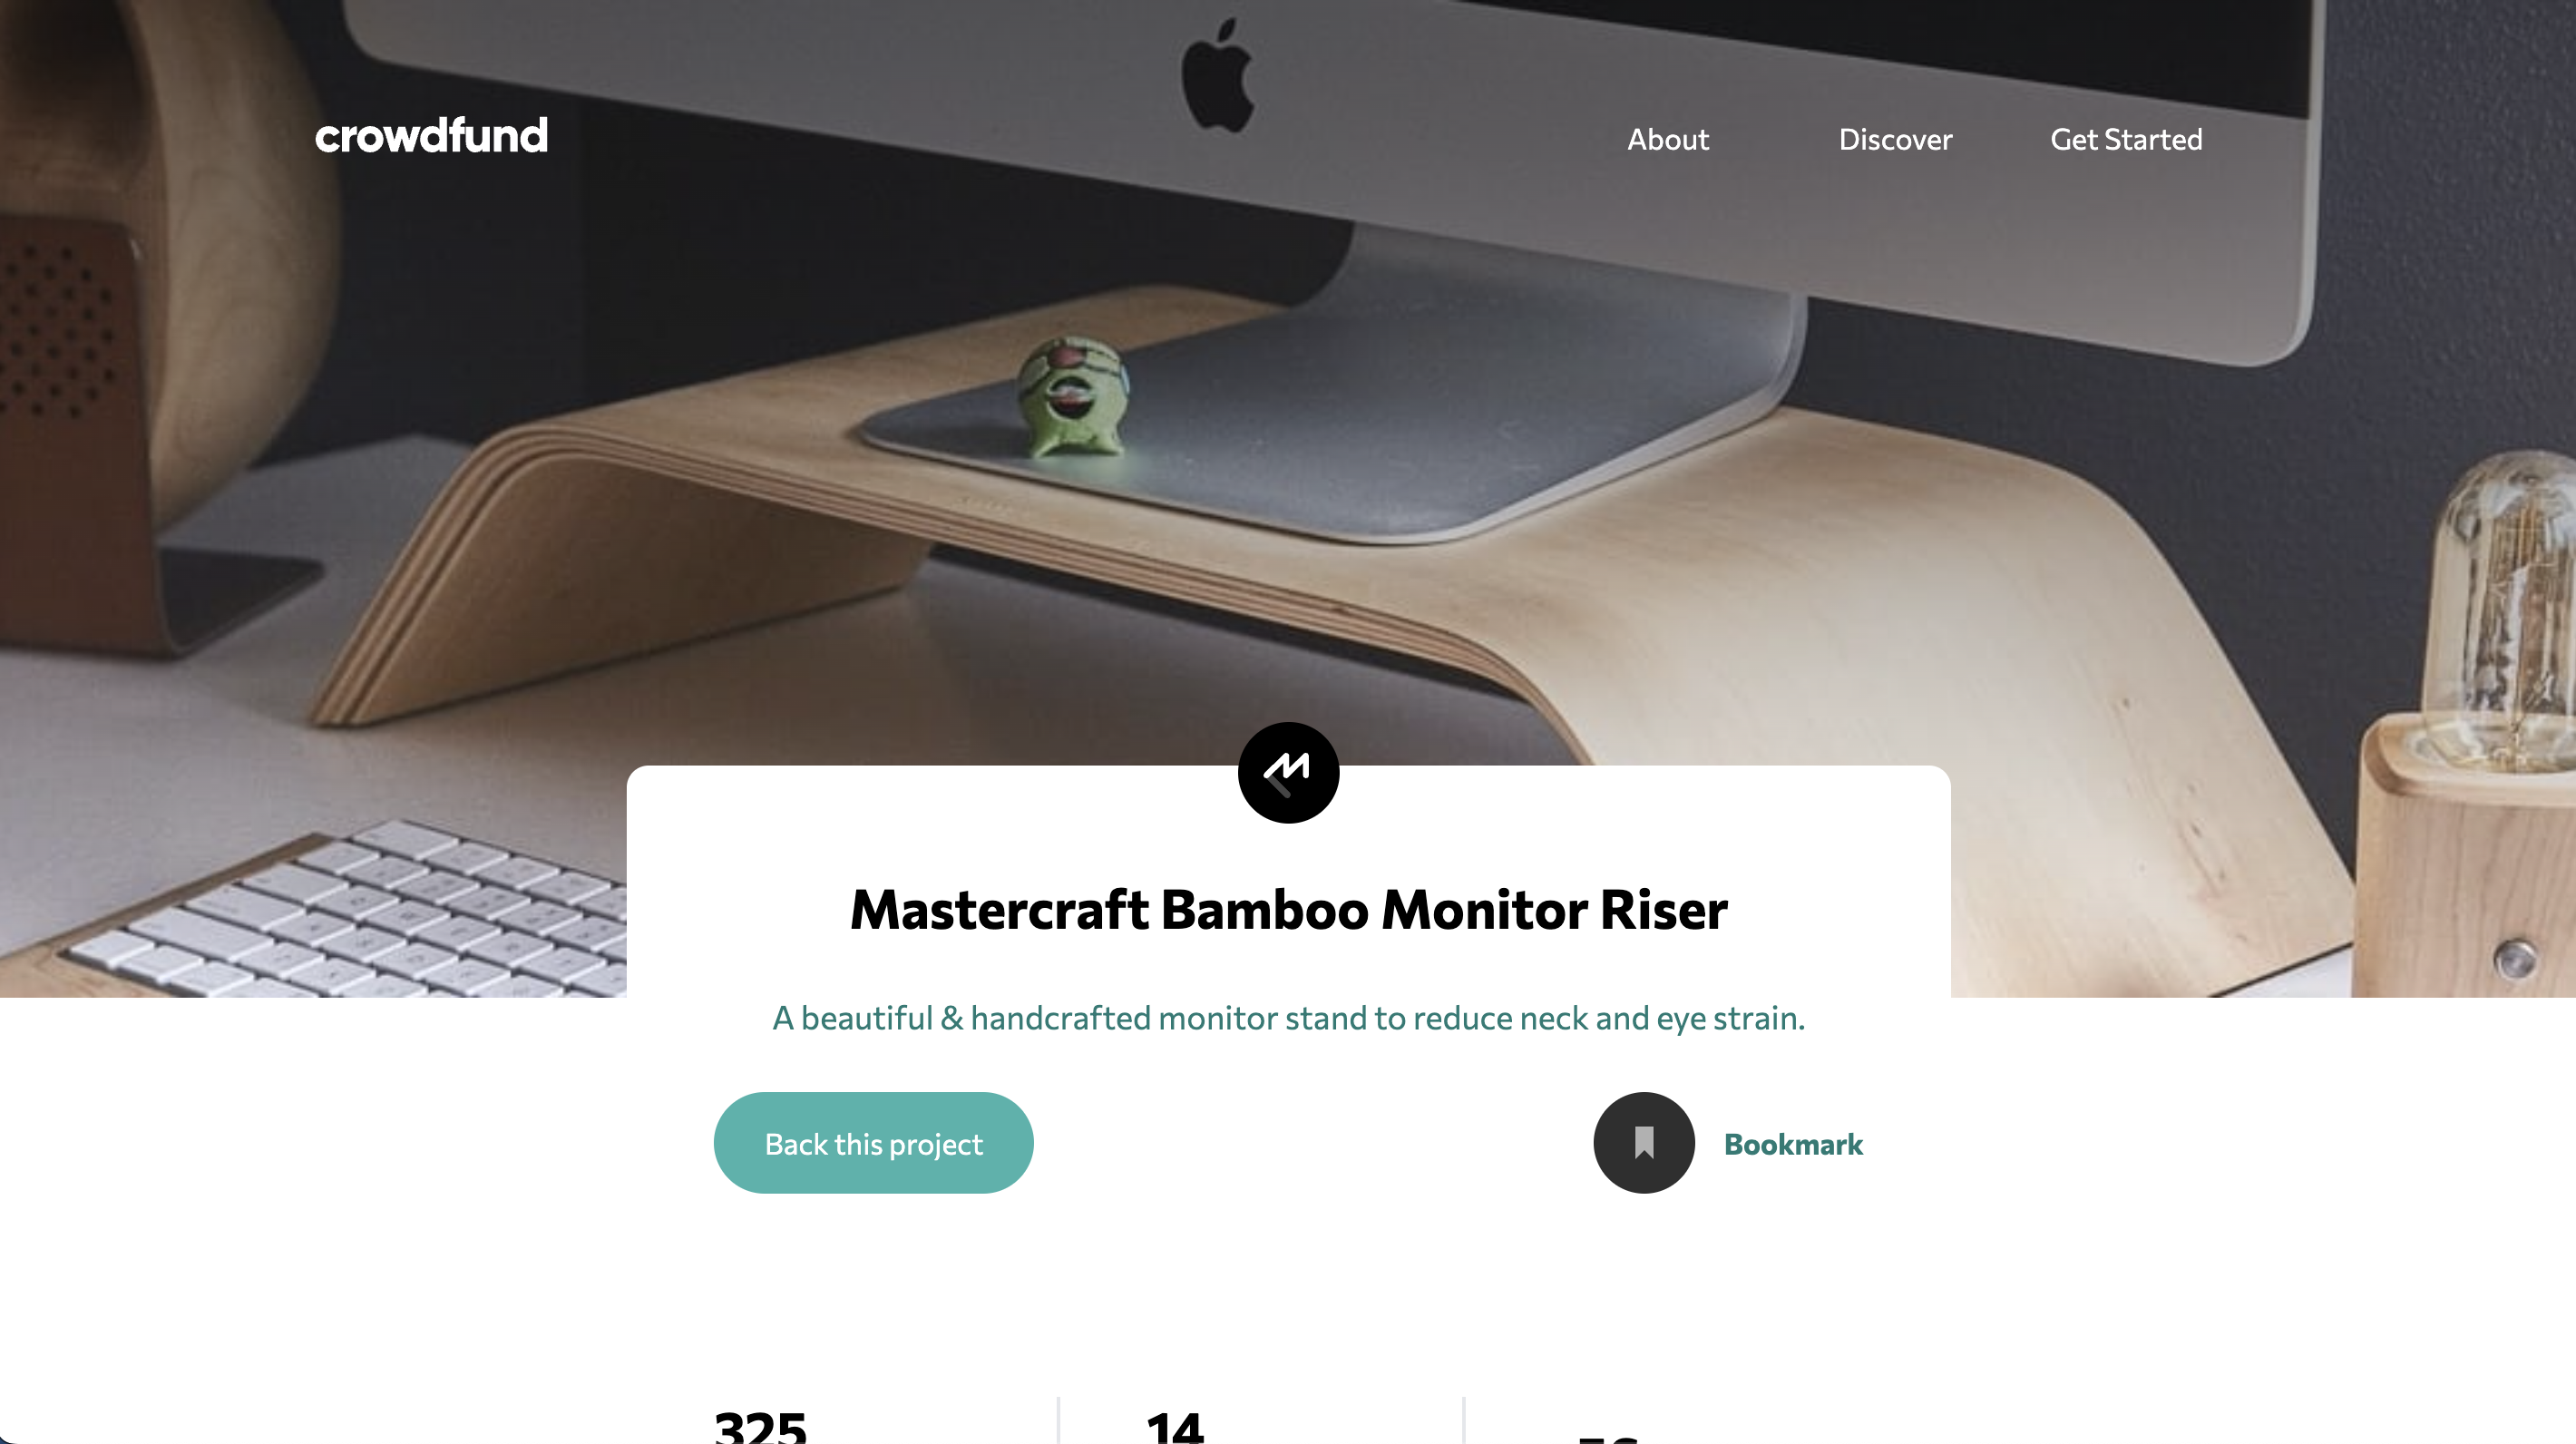 crowdfund
About Discover Get Started
Mastercraft Bamboo Monitor Riser
A beautiful & handcrafted monitor stand to reduce neck and eye strain.
Back this project
Bookmark
325 14